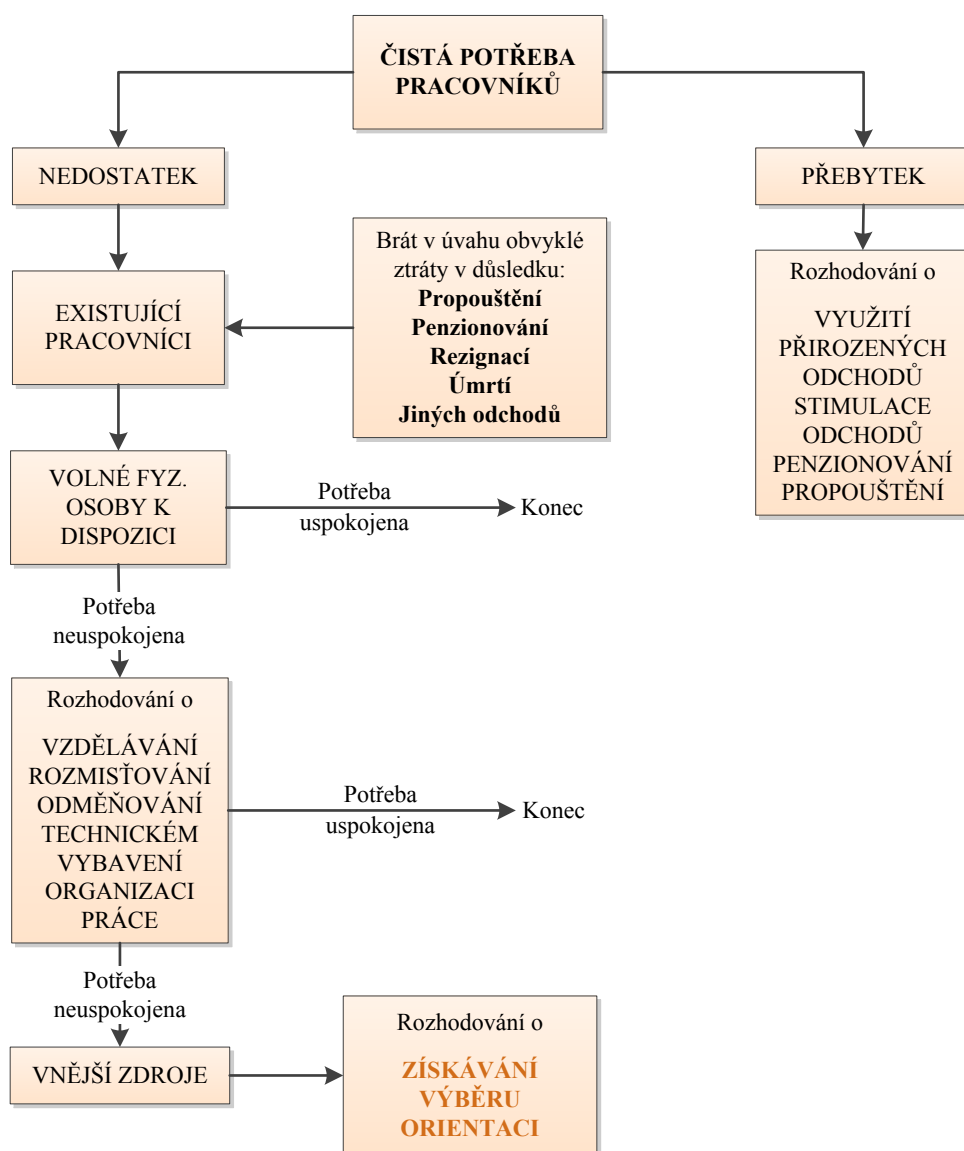 ČISTÁ POTŘEBA
PRACOVNÍKŮ
NEDOSTATEK
PŘEBYTEK
Brát v úvahu obvyklé
ztráty v důsledku:
Propouštění
Penzionování
Rezignací
Úmrtí
Jiných odchodů
EXISTUJÍCÍ
PRACOVNÍCI
Rozhodování o
VYUŽITÍ
PŘIROZENÝCH
ODCHODŮ
STIMULACE
ODCHODŮ
PENZIONOVÁNÍ
PROPOUŠTĚNÍ
VOLNÉ FYZ.
OSOBY K
DISPOZICI
Potřeba
uspokojena
Konec
Potřeba
neuspokojena
Rozhodování o
VZDĚLÁVÁNÍ
ROZMISŤOVÁNÍ
ODMĚŇOVÁNÍ
TECHNICKÉM
VYBAVENÍ
ORGANIZACI
PRÁCE
Potřeba
uspokojena
Konec
Potřeba
neuspokojena
VNĚJŠÍ ZDROJE
Rozhodování o
ZÍSKÁVÁNÍ
VÝBĚRU
ORIENTACI